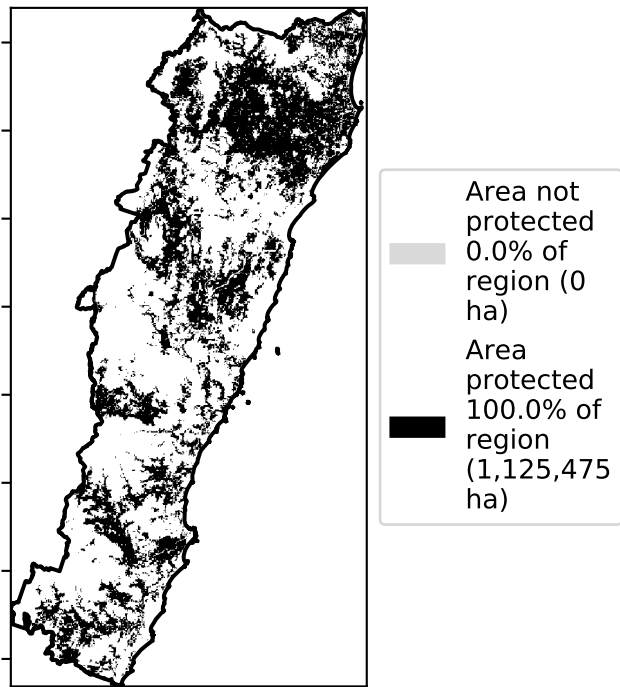 Area not
protected
0.0% of
region (0
ha)
Area
protected
100.0% of
region
(1,125,475
ha)